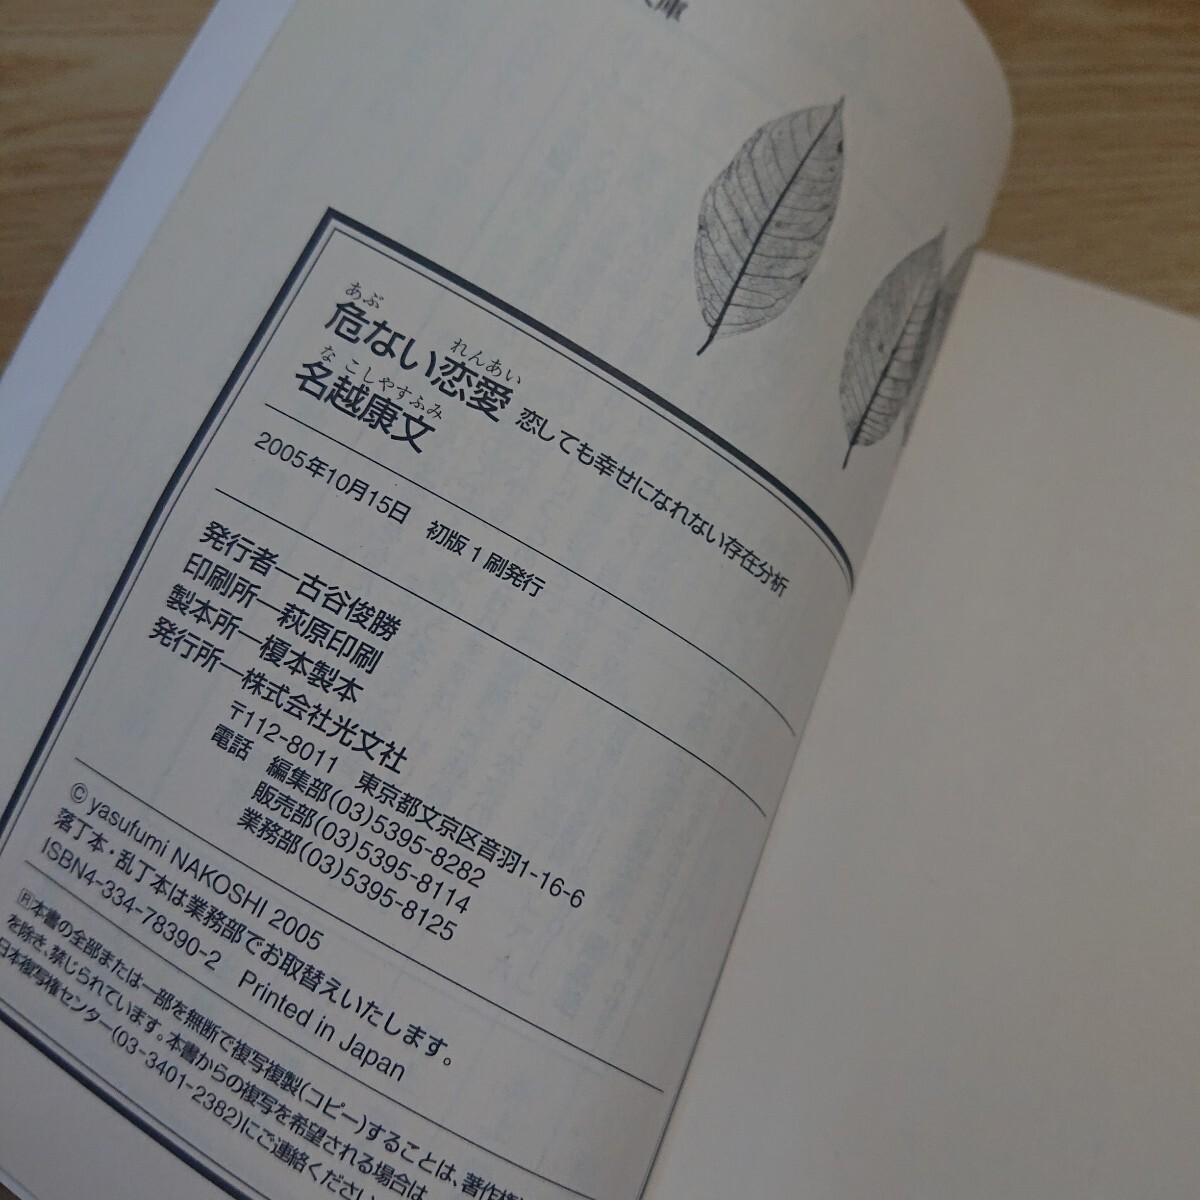 庫
あぶ れんあい
危ない恋愛 恋しても幸せになれない存在分析
なこしやすふみ
名越康文
2005年10月15日 初版1刷発行
発行者—古谷俊勝
印刷所—萩原印刷
製本所—榎本製本
発行所—株式会社光文社
〒112-8011 東京都文京区音羽1-16-6
電話 編集部(03)5395-8282
販売部(03)5395-8114
業務部(03)5395-8125
©yasufumi NAKOSHI 2005
落丁本・乱丁本は業務部でお取替えいたします。
ISBN4-334-78390-2 Printed in Japan
Ⓡ本書の全部または一部を無断で複写複製(コピー)することは、著作権
を除き、禁じられています。本書からの複写を希望される場合は
日本複写権センター(03-3401-2382)にご連絡ください